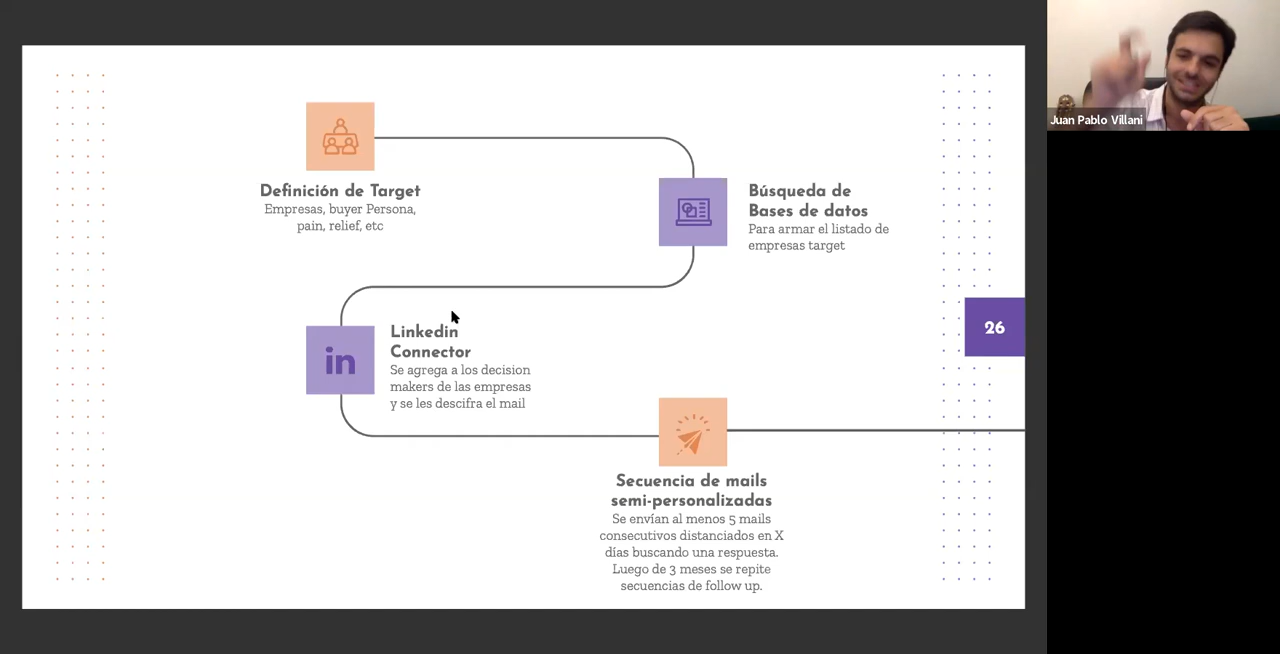 Definición de Target
Empresas, buyer Persona,
pain, relief, etc
Búsqueda de
Bases de datos
Para armar el listado de
empresas target
in
Linkedin
Connector
Se agrega a los decision
makers de las empresas
y se les descifra el mail
26
Secuencia de mails
semi-personalizadas
Se envían al menos 5 mails
consecutivos distanciados en X
días buscando una respuesta.
Luego de 3 meses se repite
secuencias de follow up.
Juan Pablo Villani